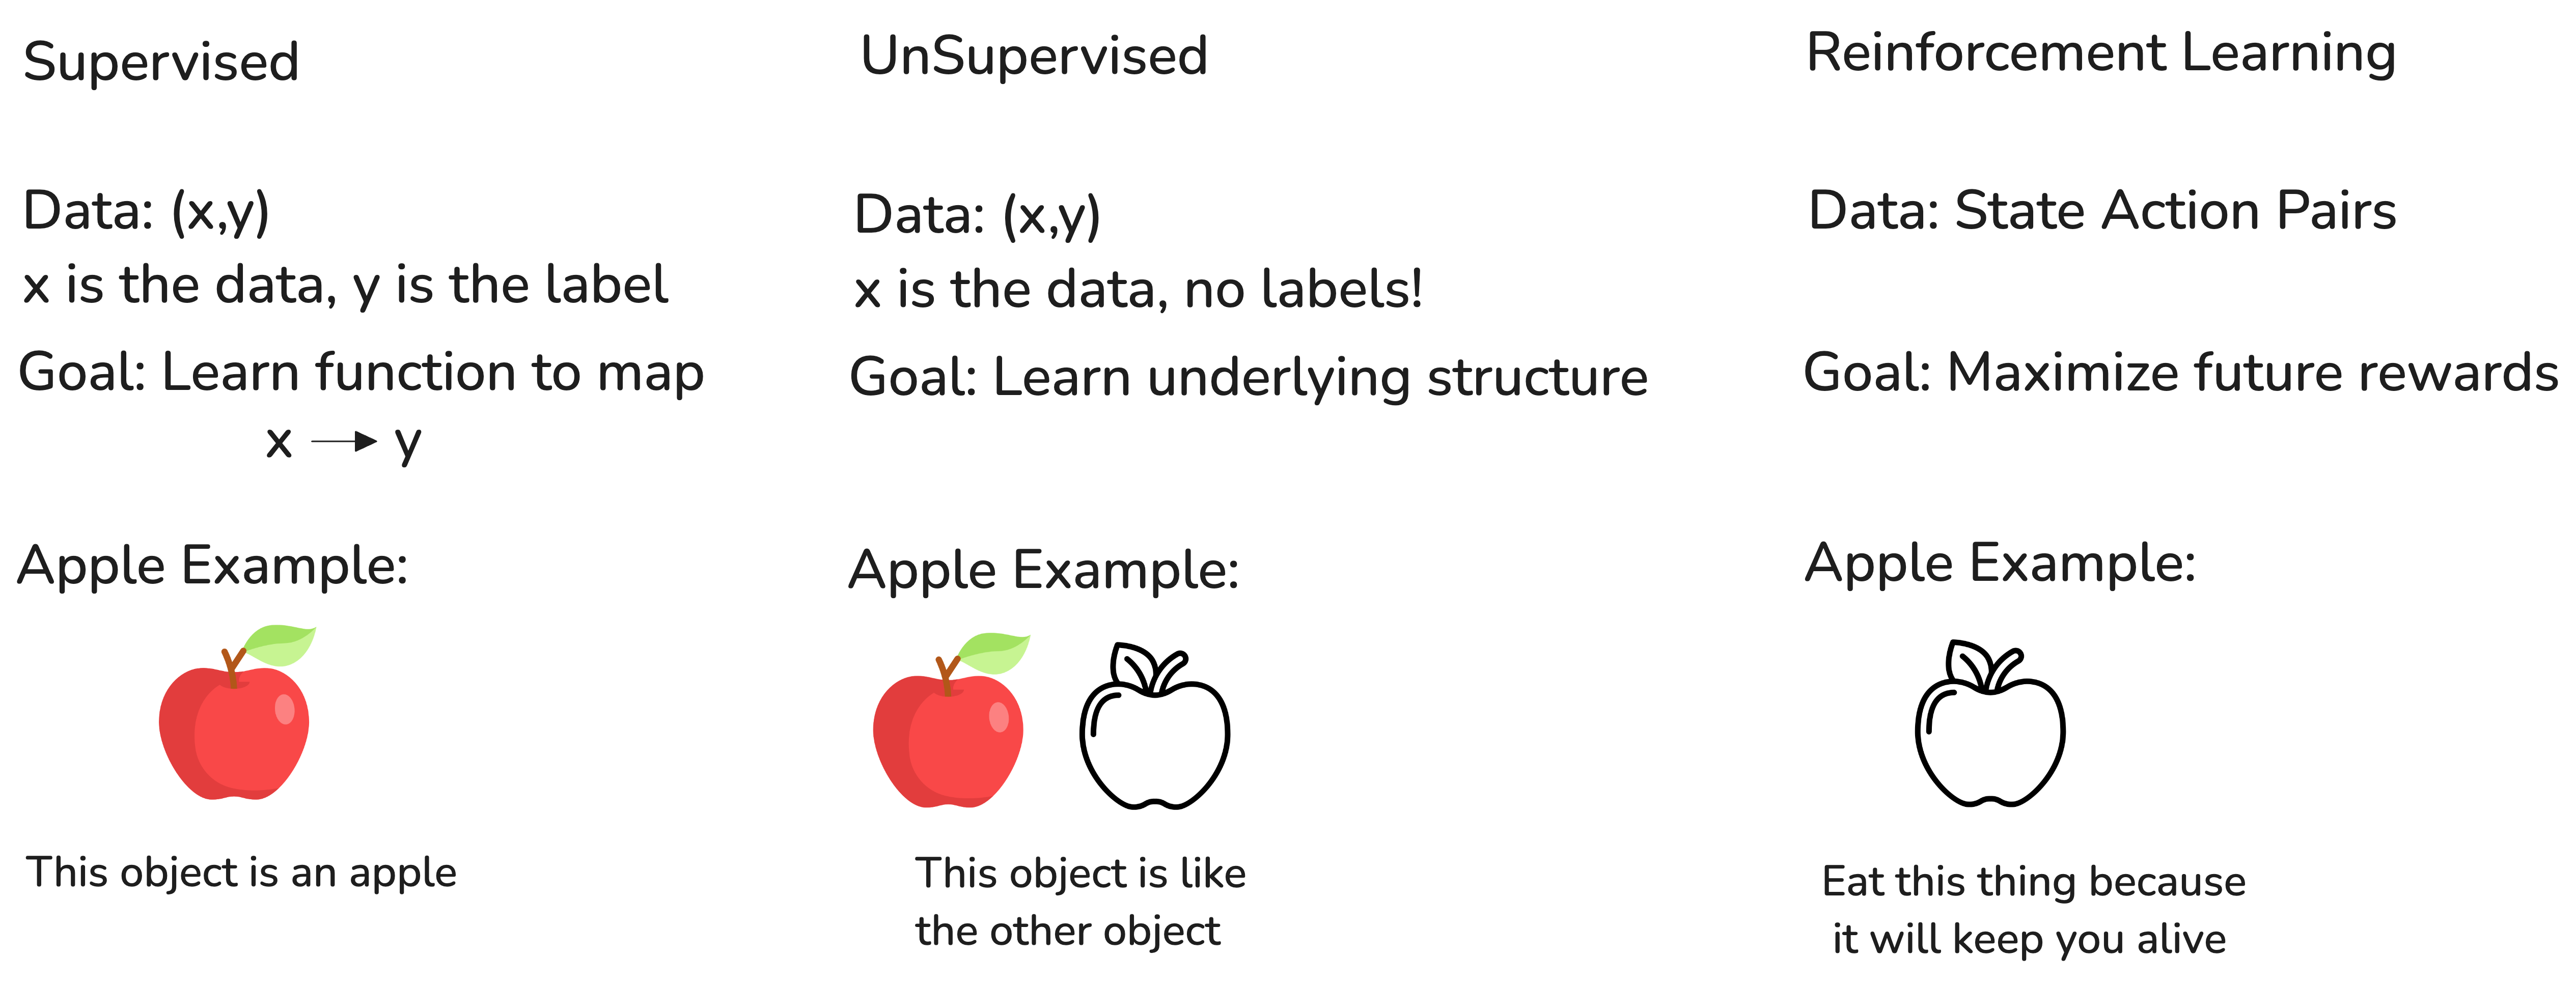 Supervised
Data: (x,y)
x is the data, y is the label
Goal: Learn function to map
x → y
Apple Example:
This object is an apple
UnSupervised
Data: (x,y)
x is the data, no labels!
Goal: Learn underlying structure
Apple Example:
This object is like
the other object
Reinforcement Learning
Data: State Action Pairs
Goal: Maximize future rewards
Apple Example:
Eat this thing because
it will keep you alive